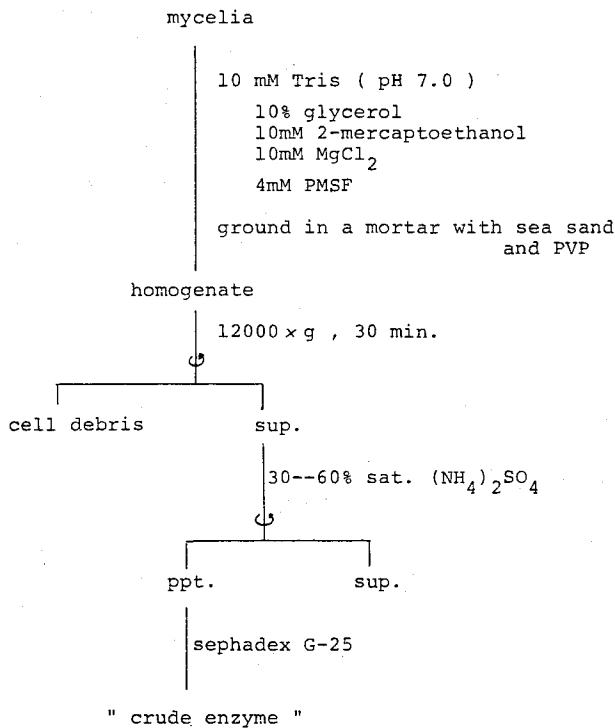 mycelia
10 mM Tris ( pH 7.0 )
10% glycerol
10mM 2-mercaptoethanol
10mM MgCl2
4mM PMSF
ground in a mortar with sea sand
and PVP
homogenate
12000 × g , 30 min.
cell debris
sup.
30--60% sat. (NH4)2SO4
ppt.
sup.
sephadex G-25
" crude enzyme "